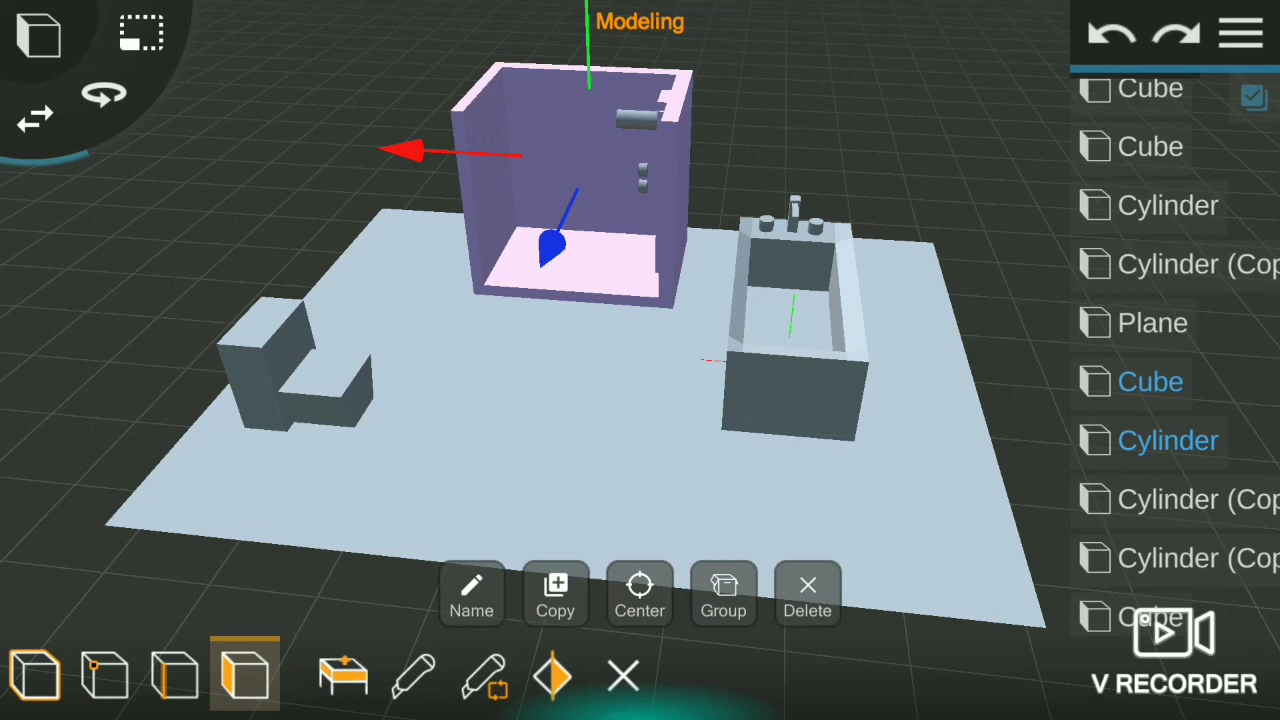 Modeling
Cube
Cube
Cylinder
Cylinder (Cop
Plane
Cube
Cylinder
Cylinder (Cop
Cylinder (Cop
Cube
Name
Copy
Center
Group
Delete
V RECORDER